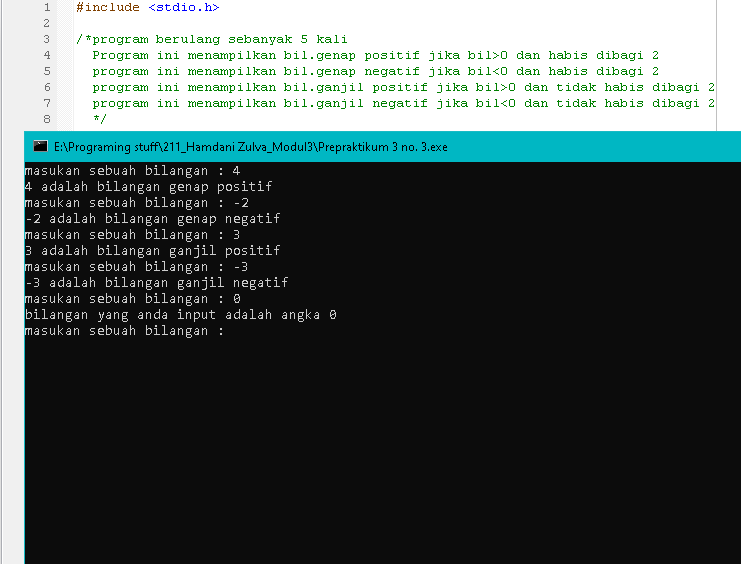 1 #include <stdio.h>
2
3 /*program berulang sebanyak 5 kali
4 Program ini menampilkan bil.genap positif jika bil>0 dan habis dibagi 2
5 program ini menampilkan bil.genap negatif jika bil<0 dan habis dibagi 2
6 program ini menampilkan bil.ganjil positif jika bil>0 dan tidak habis dibagi 2
7 program ini menampilkan bil.ganjil negatif jika bil<0 dan tidak habis dibagi 2
8 */
E:\Programing stuff\211_Hamdani Zulva_Modul3\Prepraktikum 3 no. 3.exe
masukan sebuah bilangan : 4
4 adalah bilangan genap positif
masukan sebuah bilangan : -2
-2 adalah bilangan genap negatif
masukan sebuah bilangan : 3
3 adalah bilangan ganjil positif
masukan sebuah bilangan : -3
-3 adalah bilangan ganjil negatif
masukan sebuah bilangan : 0
bilangan yang anda input adalah angka 0
masukan sebuah bilangan :